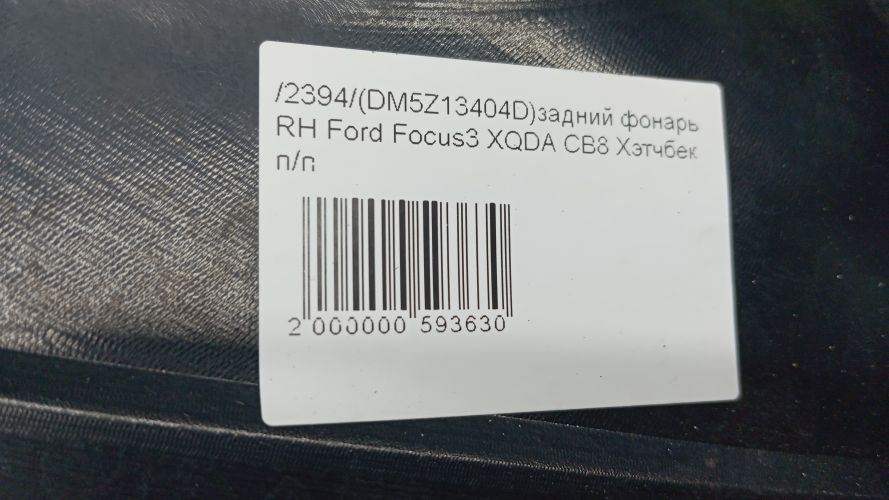 /2394/(DM5Z13404D)задний фонарь
RH Ford Focus3 XQDA CB8 Хэтчбек
п/п
2 000000 593630